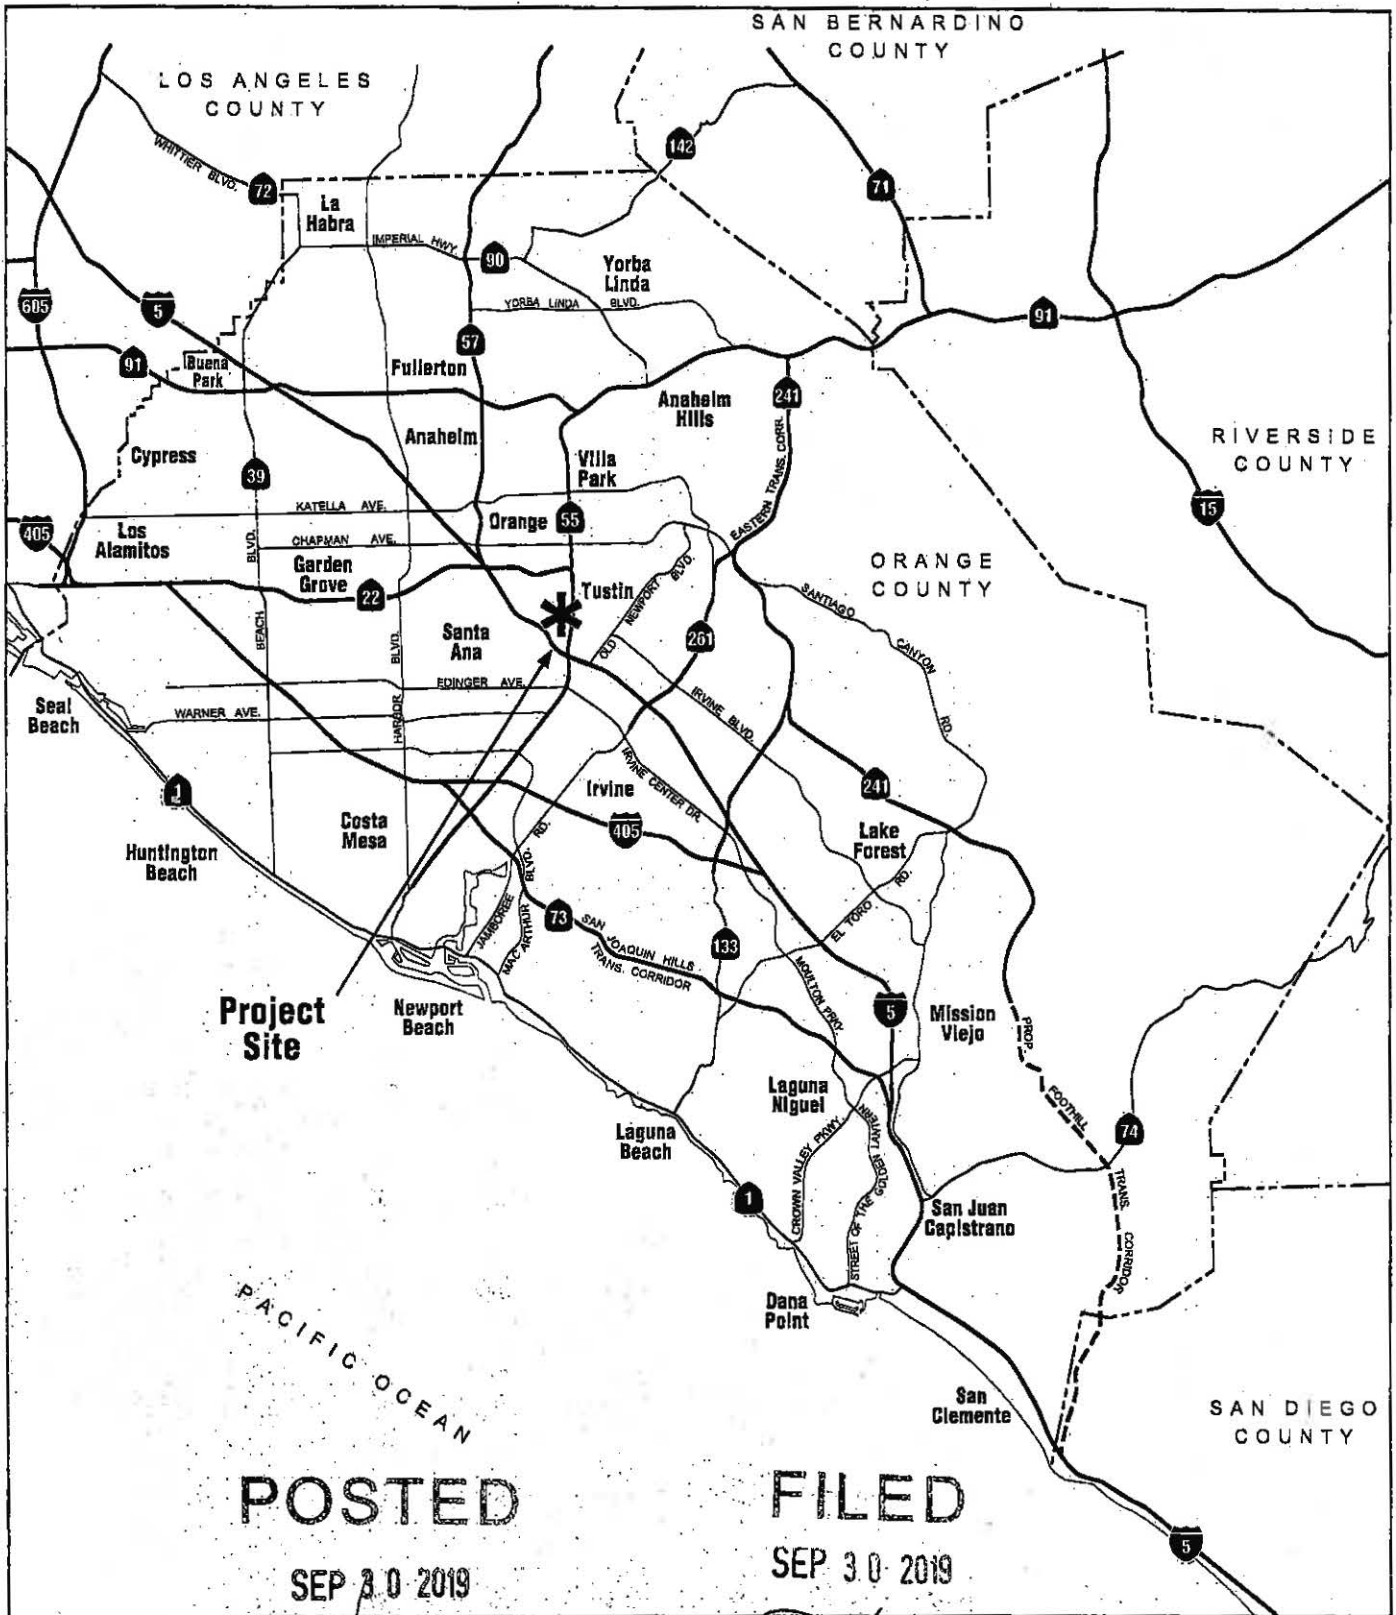 SAN BERNARDINO
COUNTY
LOS ANGELES
COUNTY
WHITTIER BLVD.
72
142
71
La
Habra
IMPERIAL HWY.
90
Yorba
Linda
YORBA LINDA BLVD.
605
5
57
91
91
Buena
Park
Fullerton
241
Anaheim
Hills
Cypress
Anaheim
39
Villa
Park
EASTERN TRANS. CORR.
RIVERSIDE
COUNTY
15
KATELLA AVE.
Orange
55
405
Los
Alamitos
BLVD.
CHAPMAN AVE.
Garden
Grove
22
ORANGE
COUNTY
Tustin
OLD NEWPORT BLVD.
SANTIAGO CANYON RD.
261
BEACH
Santa
Ana
BLVD.
HARBOR
EDINGER AVE.
WARNER AVE.
Seal
Beach
IRVINE BLVD.
IRVINE CENTER DR.
Irvine
1
241
Costa
Mesa
405
Lake
Forest
Huntington
Beach
RD.
BLVD.
JAMBOREE
MAC ARTHUR
73
SAN JOAQUIN HILLS
TRANS. CORRIDOR
133
EL TORO RD.
MOULTON PKWY.
5
Mission
Viejo
Project
Site
Newport
Beach
PROP. FOOTHILL TRANS. CORRIDOR
Laguna
Niguel
74
Laguna
Beach
CROWN VALLEY PKWY.
STREET OF THE GOLDEN LANTERN
1
San Juan
Capistrano
Dana
Point
PACIFIC OCEAN
San
Clemente
SAN DIEGO
COUNTY
5
POSTED
SEP 30 2019
FILED
SEP 30 2019